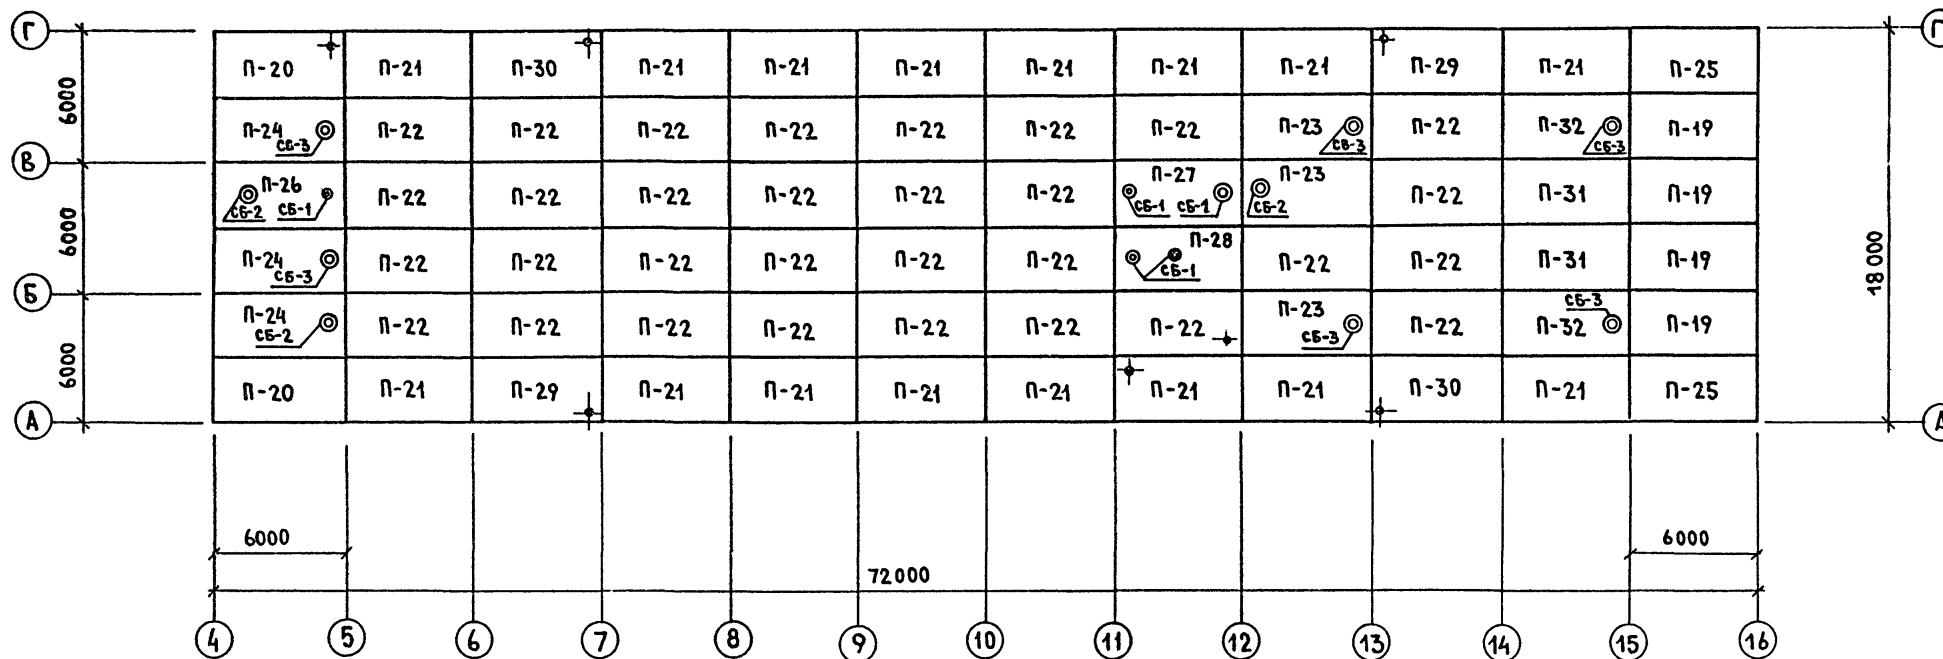 Г Г
П-20 П-21 П-30 П-21 П-21 П-21 П-21 П-21 П-21 П-29 П-21 П-25
6000
П-24 П-22 П-22 П-22 П-22 П-22 П-22 П-22 П-23 П-22 П-32 П-19
СБ-3 СБ-3 СБ-3
В
П-26 П-22 П-22 П-22 П-22 П-22 П-22 П-27 П-23 П-22 П-31 П-19
СБ-2 СБ-1 СБ-1 СБ-1 СБ-2
6000
П-24 П-22 П-22 П-22 П-22 П-22 П-22 П-28 П-22 П-22 П-31 П-19
СБ-3 СБ-1
18000
Б
СБ-3
П-24 П-22 П-22 П-22 П-22 П-22 П-22 П-22 П-23 П-22 П-32 П-19
СБ-2 СБ-3
6000
П-20 П-21 П-29 П-21 П-21 П-21 П-21 П-21 П-21 П-30 П-21 П-25
А А
6000 6000
72000
4 5 6 7 8 9 10 11 12 13 14 15 16